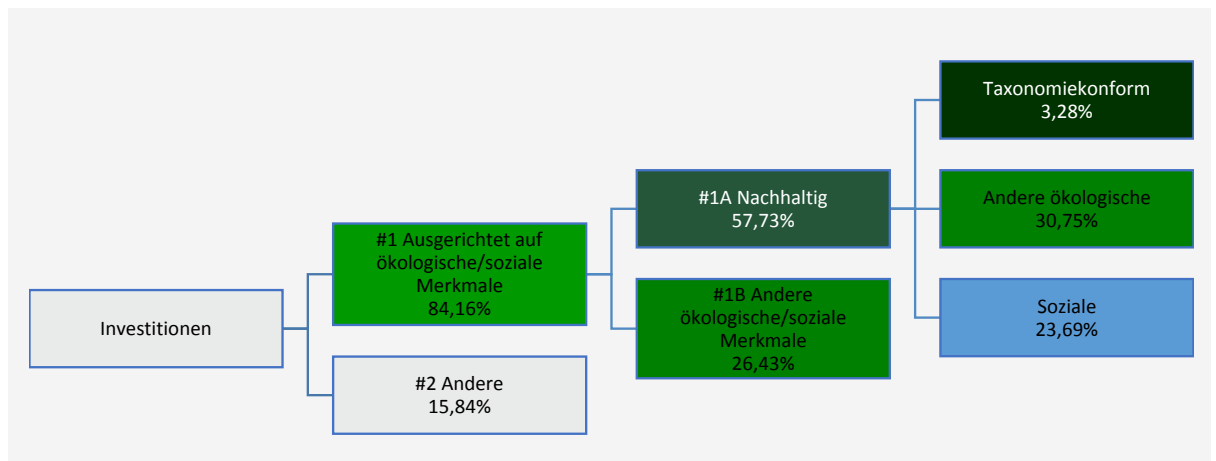 Investitionen
#1 Ausgerichtet auf
ökologische/soziale
Merkmale
84,16%
#2 Andere
15,84%
#1A Nachhaltig
57,73%
#1B Andere
ökologische/soziale
Merkmale
26,43%
Taxonomiekonform
3,28%
Andere ökologische
30,75%
Soziale
23,69%